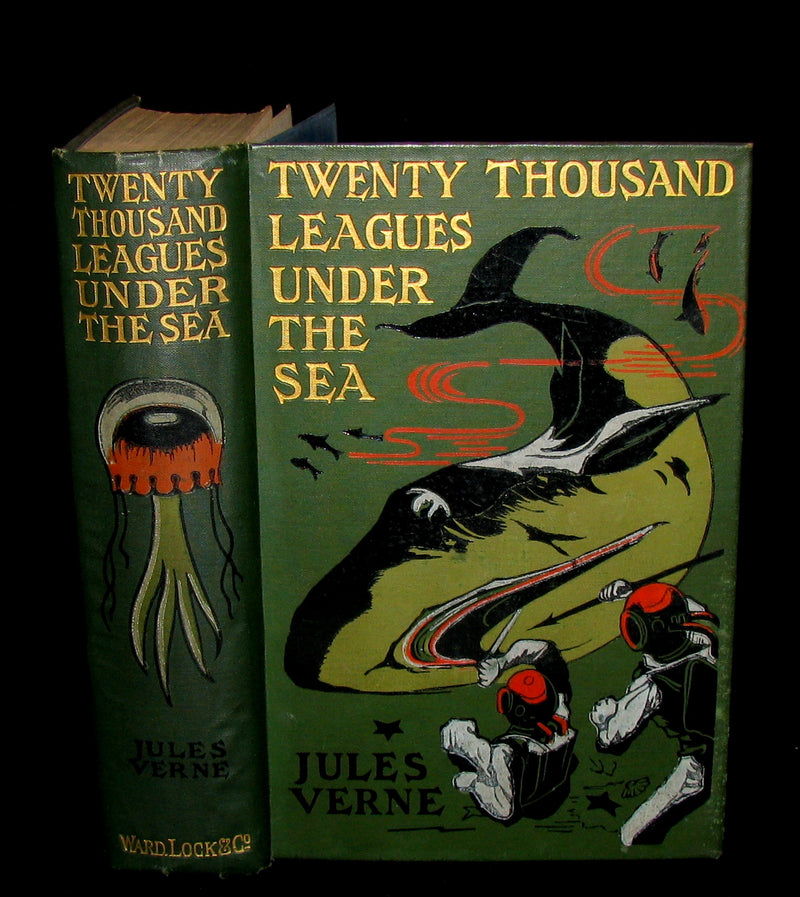 TWENTY
THOUSAND
LEAGUES
UNDER
THE SEA
JULES
VERNE
WARD, LOCK & Cº
TWENTY THOUSAND
LEAGUES
UNDER
THE
SEA
JULES
VERNE